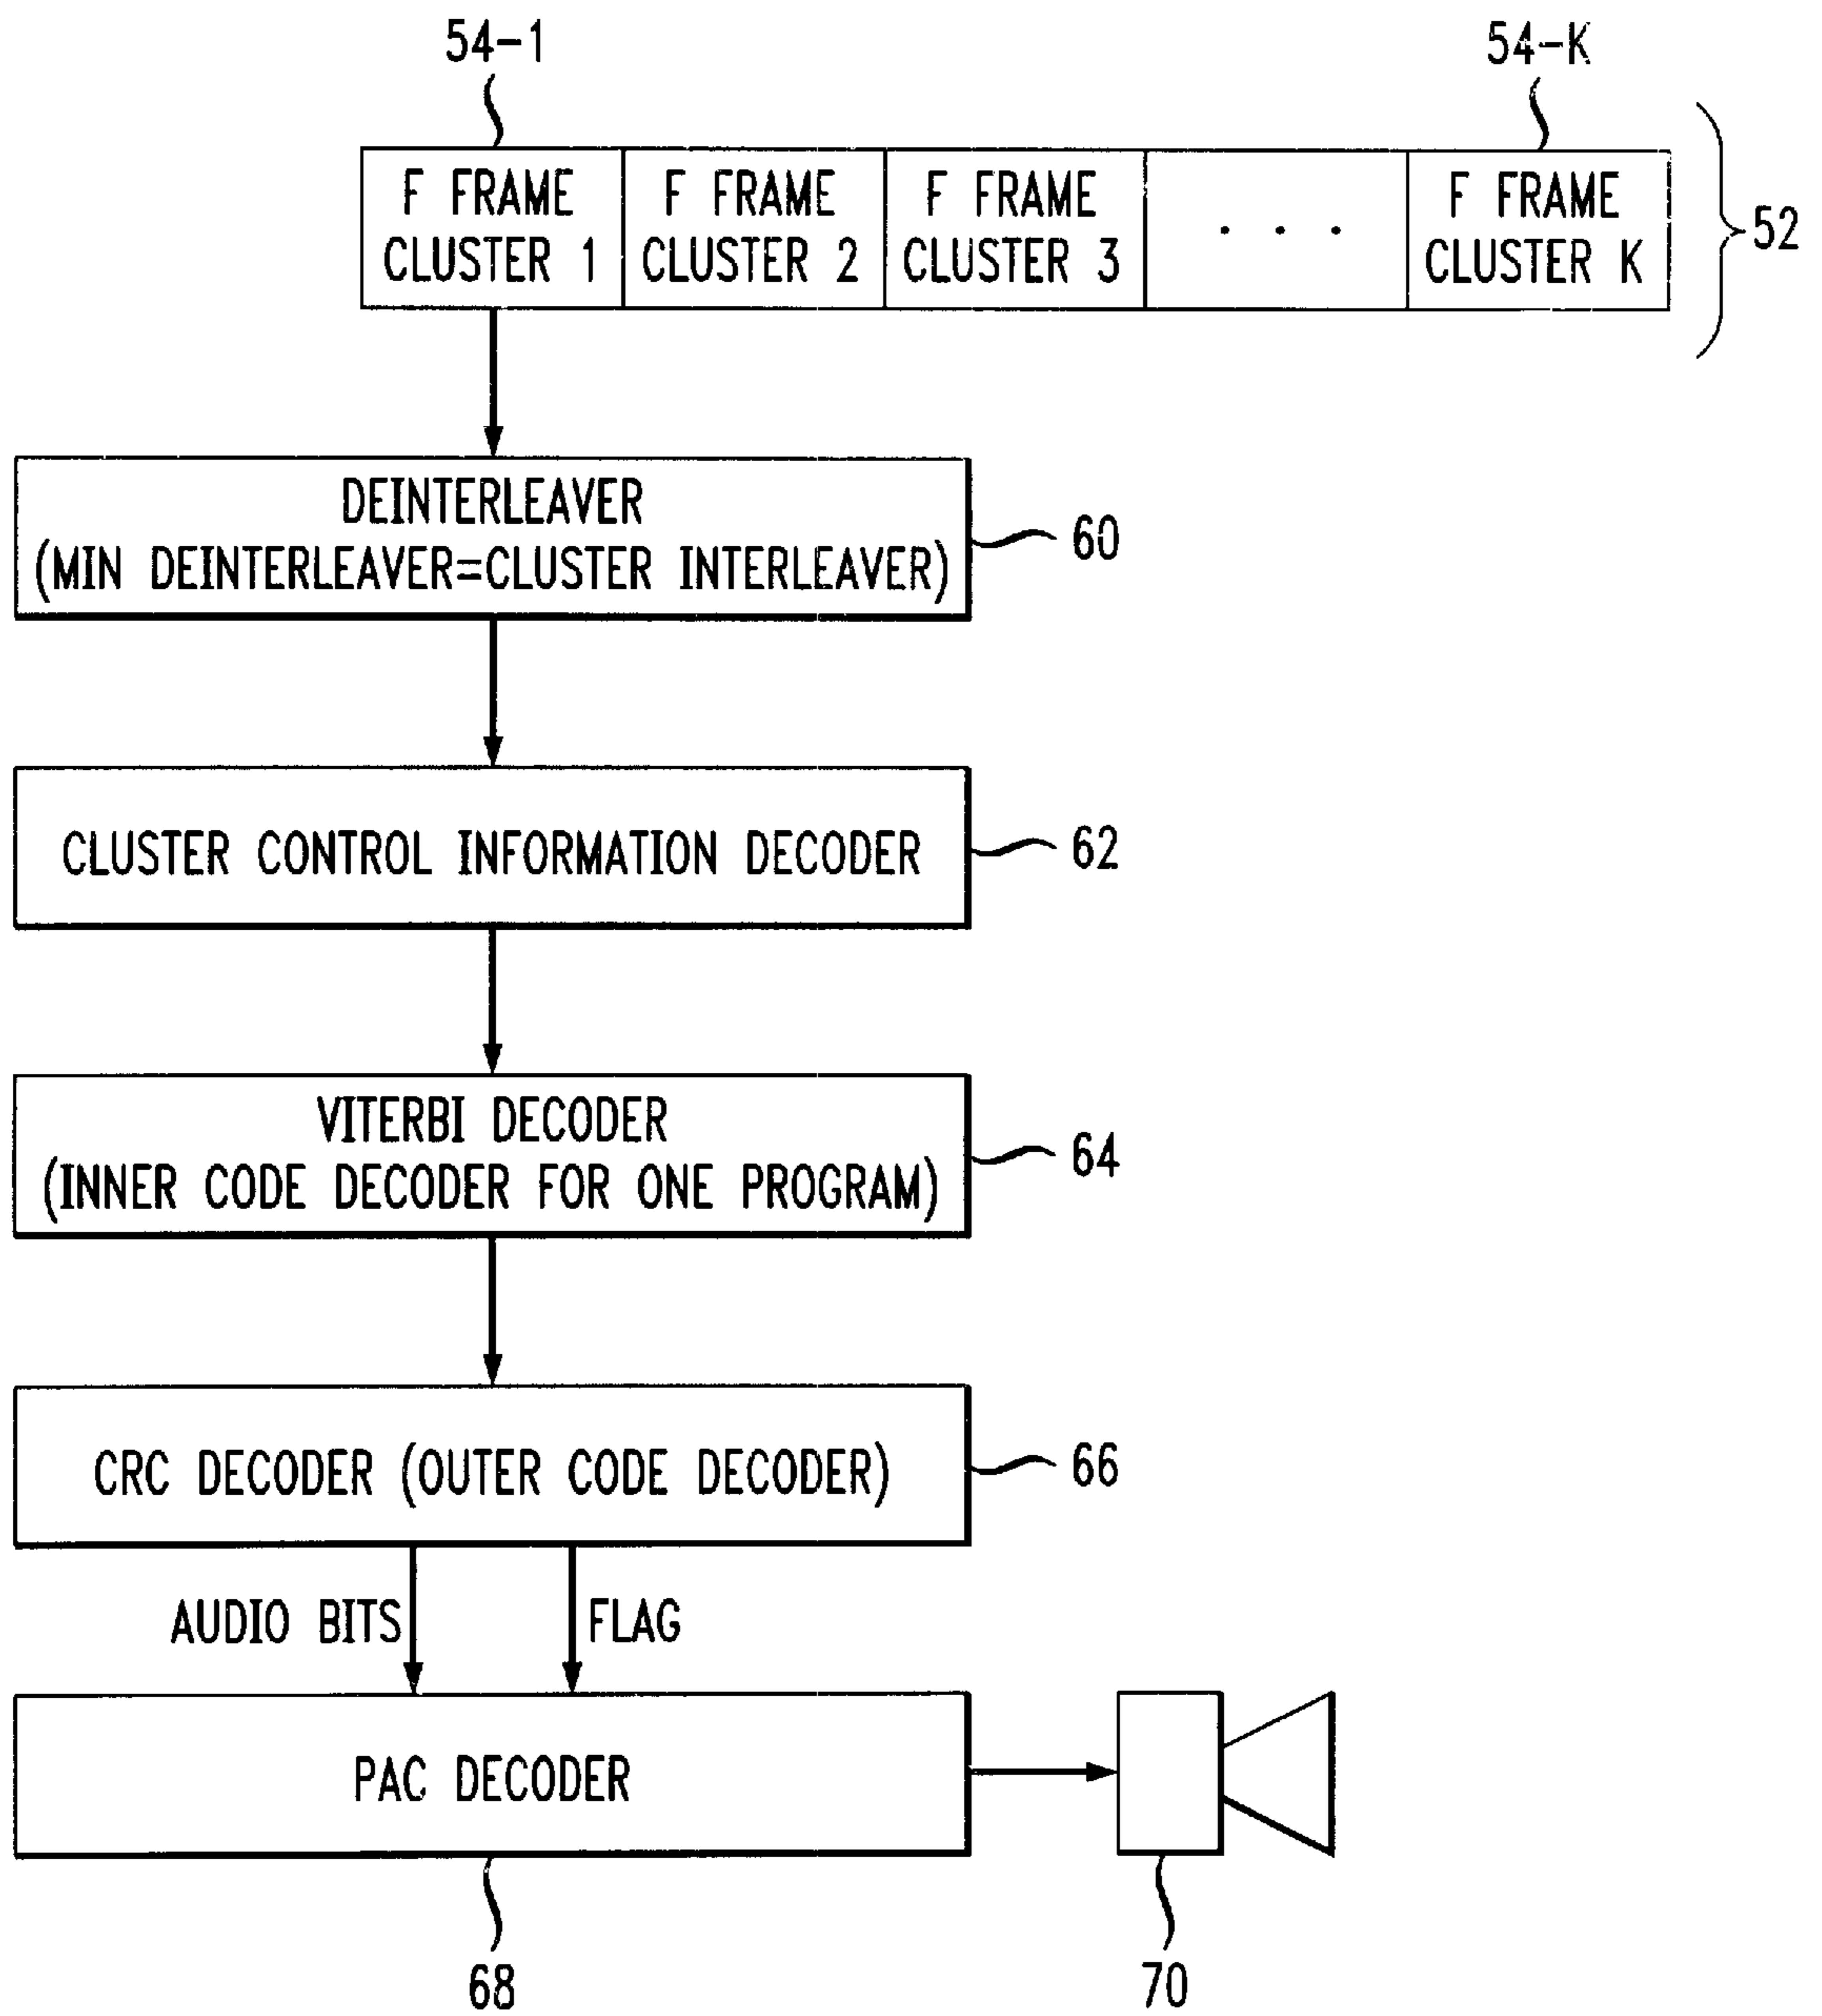 54-1
54-K
F FRAME
CLUSTER 1
F FRAME
CLUSTER 2
F FRAME
CLUSTER 3
. . .
F FRAME
CLUSTER K
52
DEINTERLEAVER
(MIN DEINTERLEAVER=CLUSTER INTERLEAVER)
60
CLUSTER CONTROL INFORMATION DECODER
62
VITERBI DECODER
(INNER CODE DECODER FOR ONE PROGRAM)
64
CRC DECODER (OUTER CODE DECODER)
66
AUDIO BITS
FLAG
PAC DECODER
68
70